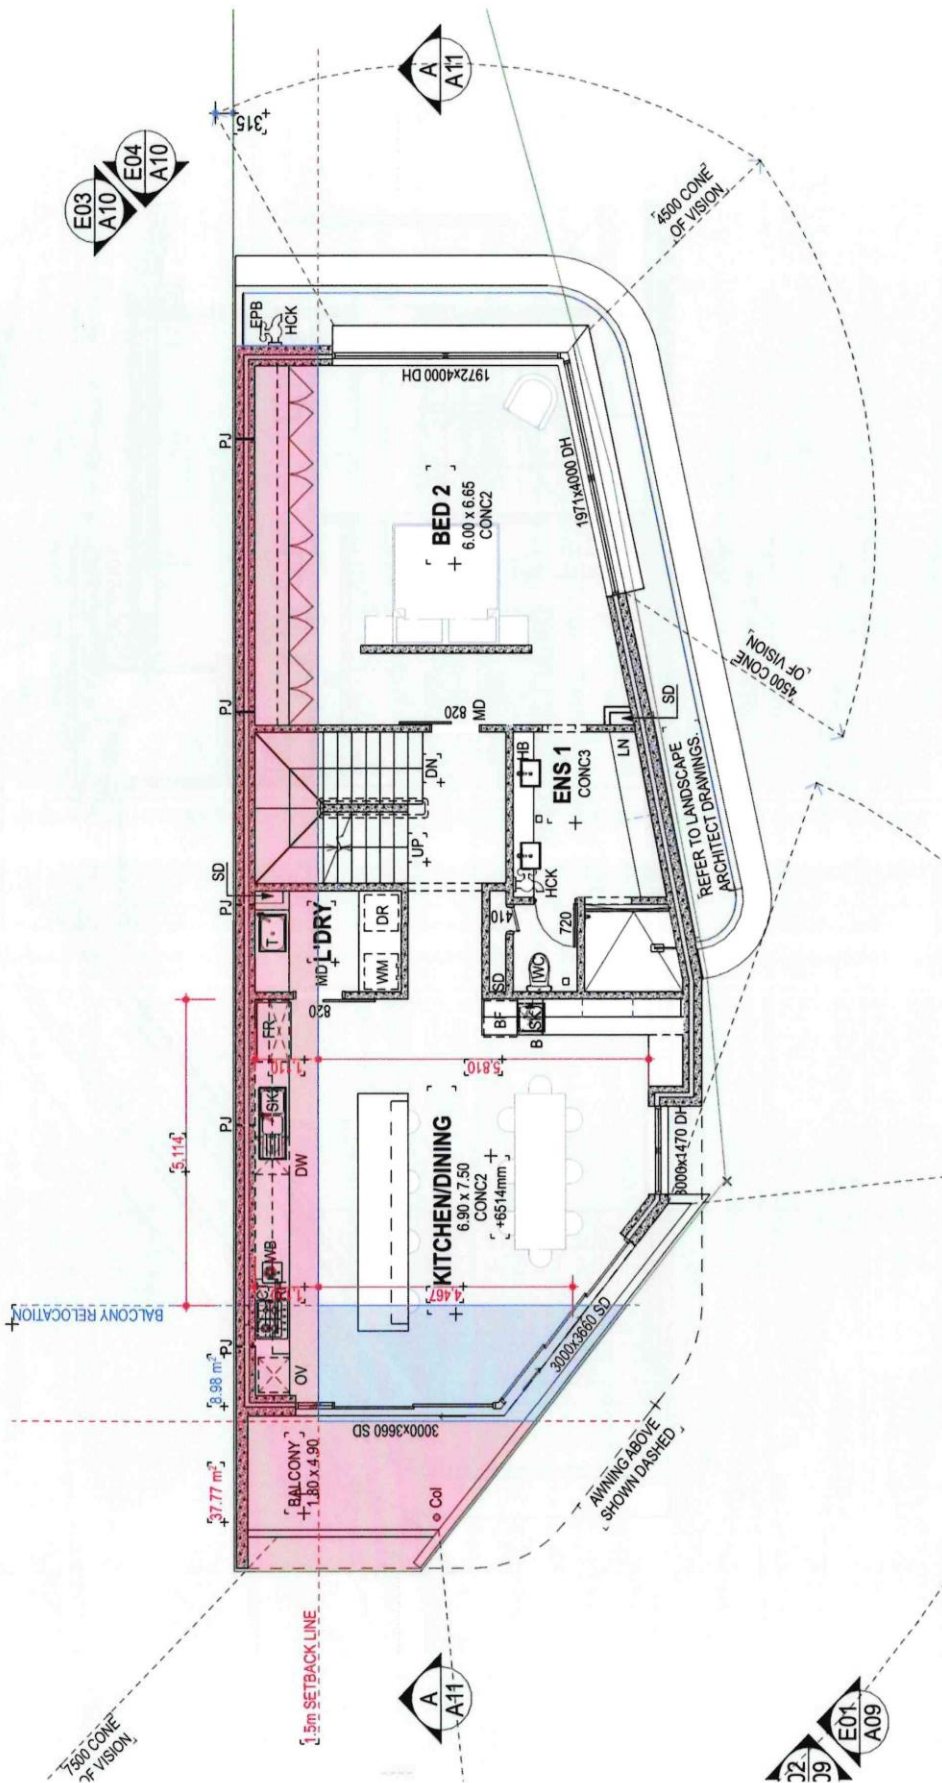 E03
A10
E04
A10
315
A
A11
4500 CONE
OF VISION
EPB
HCK
PJ
1972x4000 DH
BED 2
6.00 x 6.65
CONC2
1971x4000 DH
4500 CONE
OF VISION
PJ
820
MD
SD
LN
REFER TO LANDSCAPE
ARCHITECT DRAWINGS.
DN
UP
HB
ENS 1
CONC3
HCK
SD
PJ
T
L'DRY
MD
DR
WM
820
410
720
SD
WC
BF
SK
B
5,114
FR
1,110
5,810
SK
PJ
DW
WB
KITCHEN/DINING
6.90 x 7.50
CONC2
+6514mm
3000x1470 DH
4,467
BALCONY RELOCATION
PJ
OV
8.98 m²
3000x3660 SD
3000x3660 SD
37.77 m²
BALCONY
1.80 x 4.90
Col
AWNING ABOVE
SHOWN DASHED
1.5m SETBACK LINE
A
A11
7500 CONE
OF VISION
E01
A09
02
09